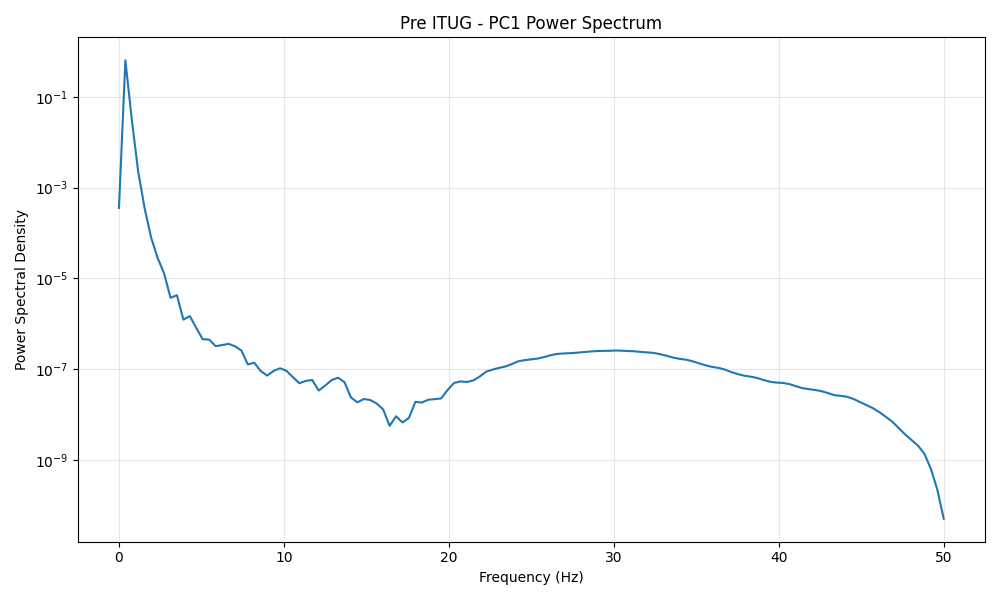 Pre ITUG - PC1 Power Spectrum
Power Spectral Density
10⁻¹
10⁻³
10⁻⁵
10⁻⁷
10⁻⁹
0 10 20 30 40 50
Frequency (Hz)